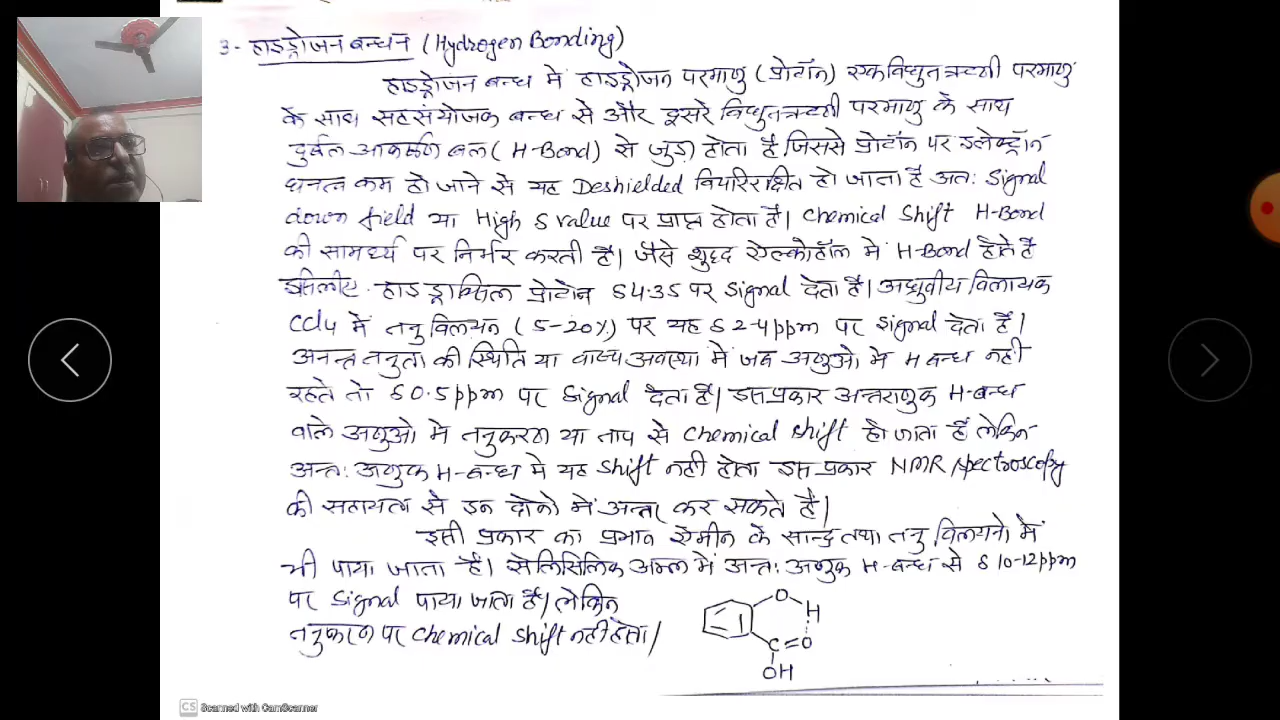 3- हाइड्रोजन बन्धन (Hydrogen Bonding)
हाइड्रोजन बन्ध में हाइड्रोजन परमाणु (प्रोटॉन) एक विधुतऋणी परमाणु
के साथ सहसंयोजक बन्ध से और दूसरे विधुतऋणी परमाणु के साथ
दुर्बल आकर्षण बल (H-Bond) से जुड़ा होता है जिससे प्रोटॉन पर इलेक्ट्रॉन
घनत्व कम हो जाने से यह Deshielded विपरिरक्षित हो जाता है अतः Signal
down field या High δ value पर प्राप्त होता है। Chemical Shift H-Bond
की सामर्थ्य पर निर्भर करती है। जैसे शुद्ध ऐल्कोहॉल में H-Bond होते है
इसलिए हाइड्राक्सिल प्रोटोन δ 4.35 पर Signal देता है। अध्रुवीय विलायक
CCl4 में तनु विलयन (5-20%) पर यह δ 2-4 ppm पर Signal देता है।
अनन्त तनुता की स्थिति या वाष्प अवस्था में जब अणुओ में H बन्ध नही
रहते तो δ 0.5 ppm पर Signal देता है। इस प्रकार अन्तराणुक H-बन्ध
वाले अणुओ में तनुकरण या ताप से Chemical Shift हो जाता है लेकिन
अन्तः अणुक H-बन्ध में यह Shift नही होता इस प्रकार NMR Spectroscopy
की सहायता से इन दोनो में अन्तर कर सकते है।
इसी प्रकार का प्रभाव ऐमीन के सान्द्र तथा तनु विलयनो में
भी पाया जाता है। सेलिसिलिक अम्ल में अन्तः अणुक H-बन्ध से δ 10-12 ppm
पर Signal पाया जाता है। लेकिन
तनुकरण पर Chemical Shift नही होता।
O
H
C=O
OH
CS Scanned with CamScanner